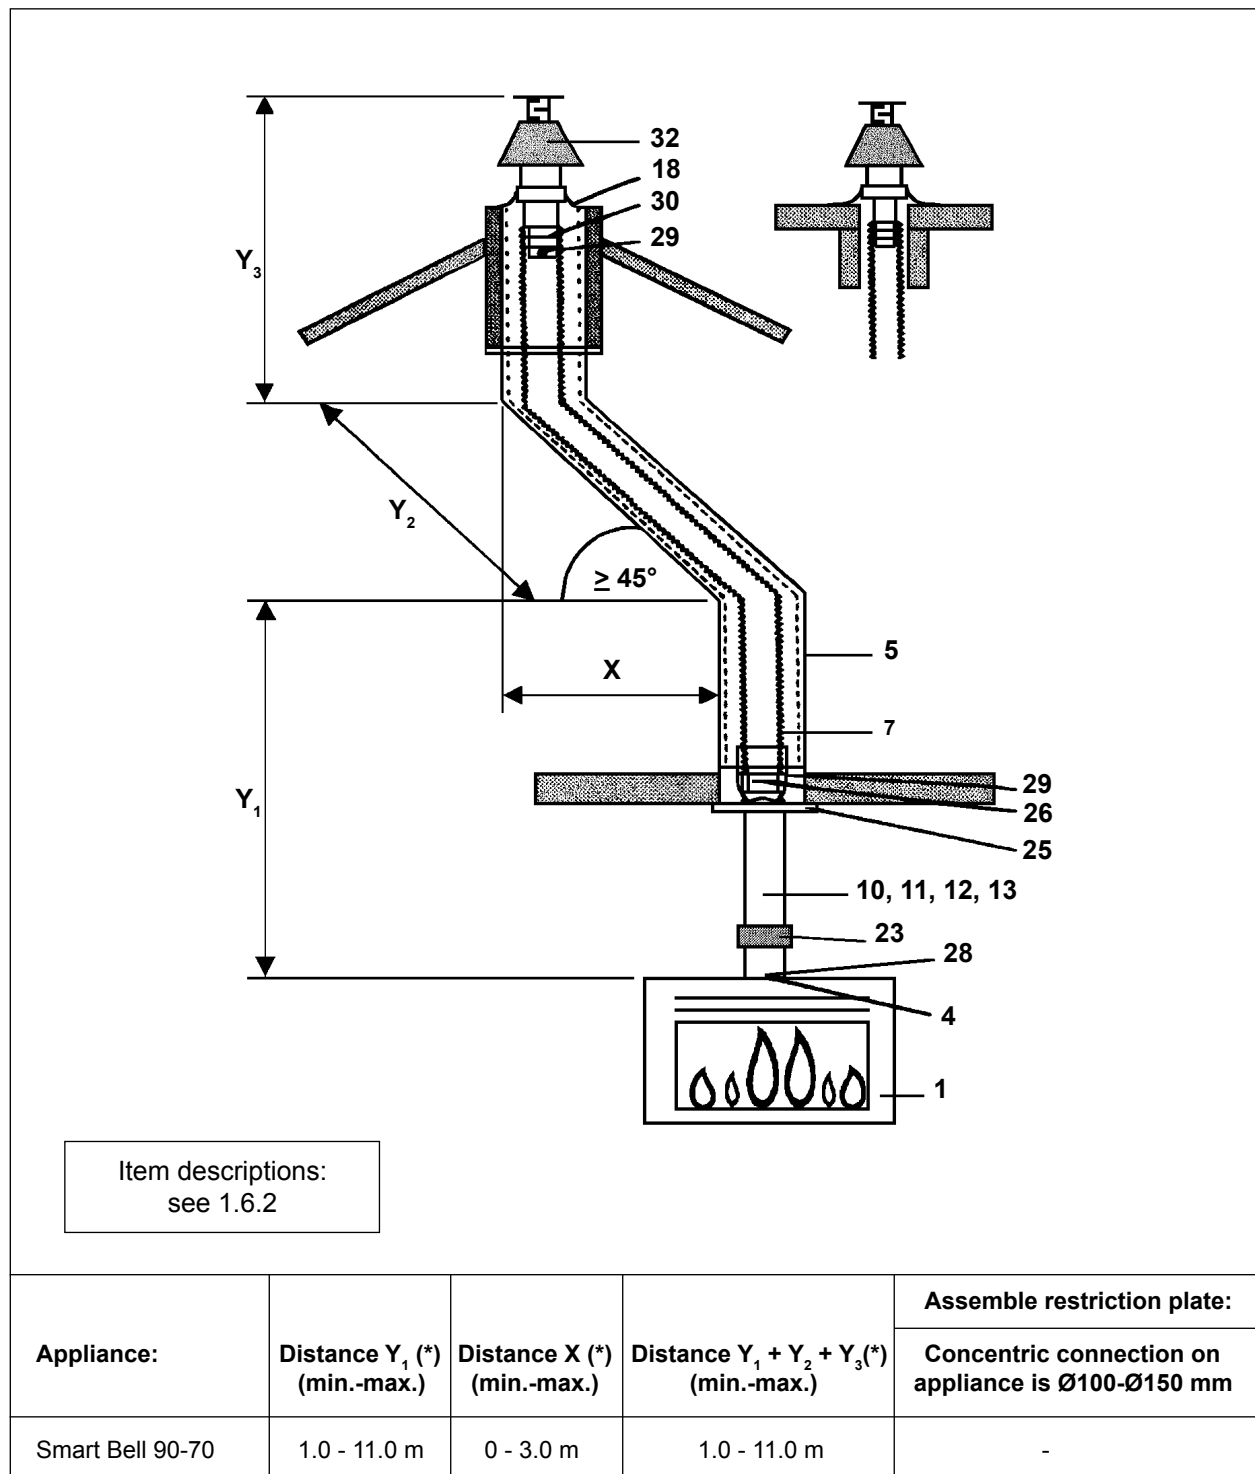 32
18
30
29
Y₃
Y₂
≥ 45°
5
X
7
29
Y₁
26
25
10, 11, 12, 13
23
28
4
1
Item descriptions:
see 1.6.2
Assemble restriction plate:
Appliance:
Distance Y₁ (*)
(min.-max.)
Distance X (*)
(min.-max.)
Distance Y₁ + Y₂ + Y₃(*)
(min.-max.)
Concentric connection on
appliance is Ø100-Ø150 mm
Smart Bell 90-70
1.0 - 11.0 m
0 - 3.0 m
1.0 - 11.0 m
-